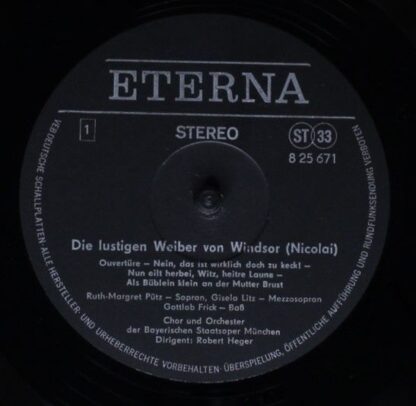 ETERNA
1
STEREO
ST 33
8 25 671
Die lustigen Weiber von Windsor (Nicolai)
Ouvertüre – Nein, das ist wirklich doch zu keck! –
Nun eilt herbei, Witz, heitre Laune –
Als Büblein klein an der Mutter Brust
Ruth-Margret Pütz – Sopran, Gisela Litz – Mezzosopran
Gottlob Frick – Baß
Chor und Orchester
der Bayerischen Staatsoper München
Dirigent: Robert Heger
VEB DEUTSCHE SCHALLPLATTEN · ALLE HERSTELLER- UND URHEBERRECHTE VORBEHALTEN · ÜBERSPIELUNG, ÖFFENTLICHE AUFFÜHRUNG UND RUNDFUNKSENDUNG VERBOTEN